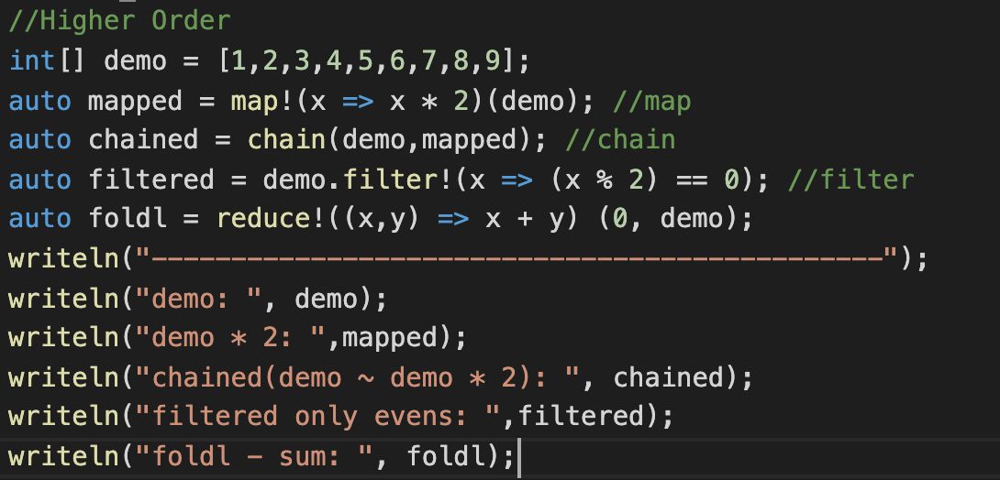 //Higher Order
int[] demo = [1,2,3,4,5,6,7,8,9];
auto mapped = map!(x => x * 2)(demo); //map
auto chained = chain(demo,mapped); //chain
auto filtered = demo.filter!(x => (x % 2) == 0); //filter
auto foldl = reduce!((x,y) => x + y) (0, demo);
writeln("----------------------------------------------");
writeln("demo: ", demo);
writeln("demo * 2: ",mapped);
writeln("chained(demo ~ demo * 2): ", chained);
writeln("filtered only evens: ",filtered);
writeln("foldl - sum: ", foldl);